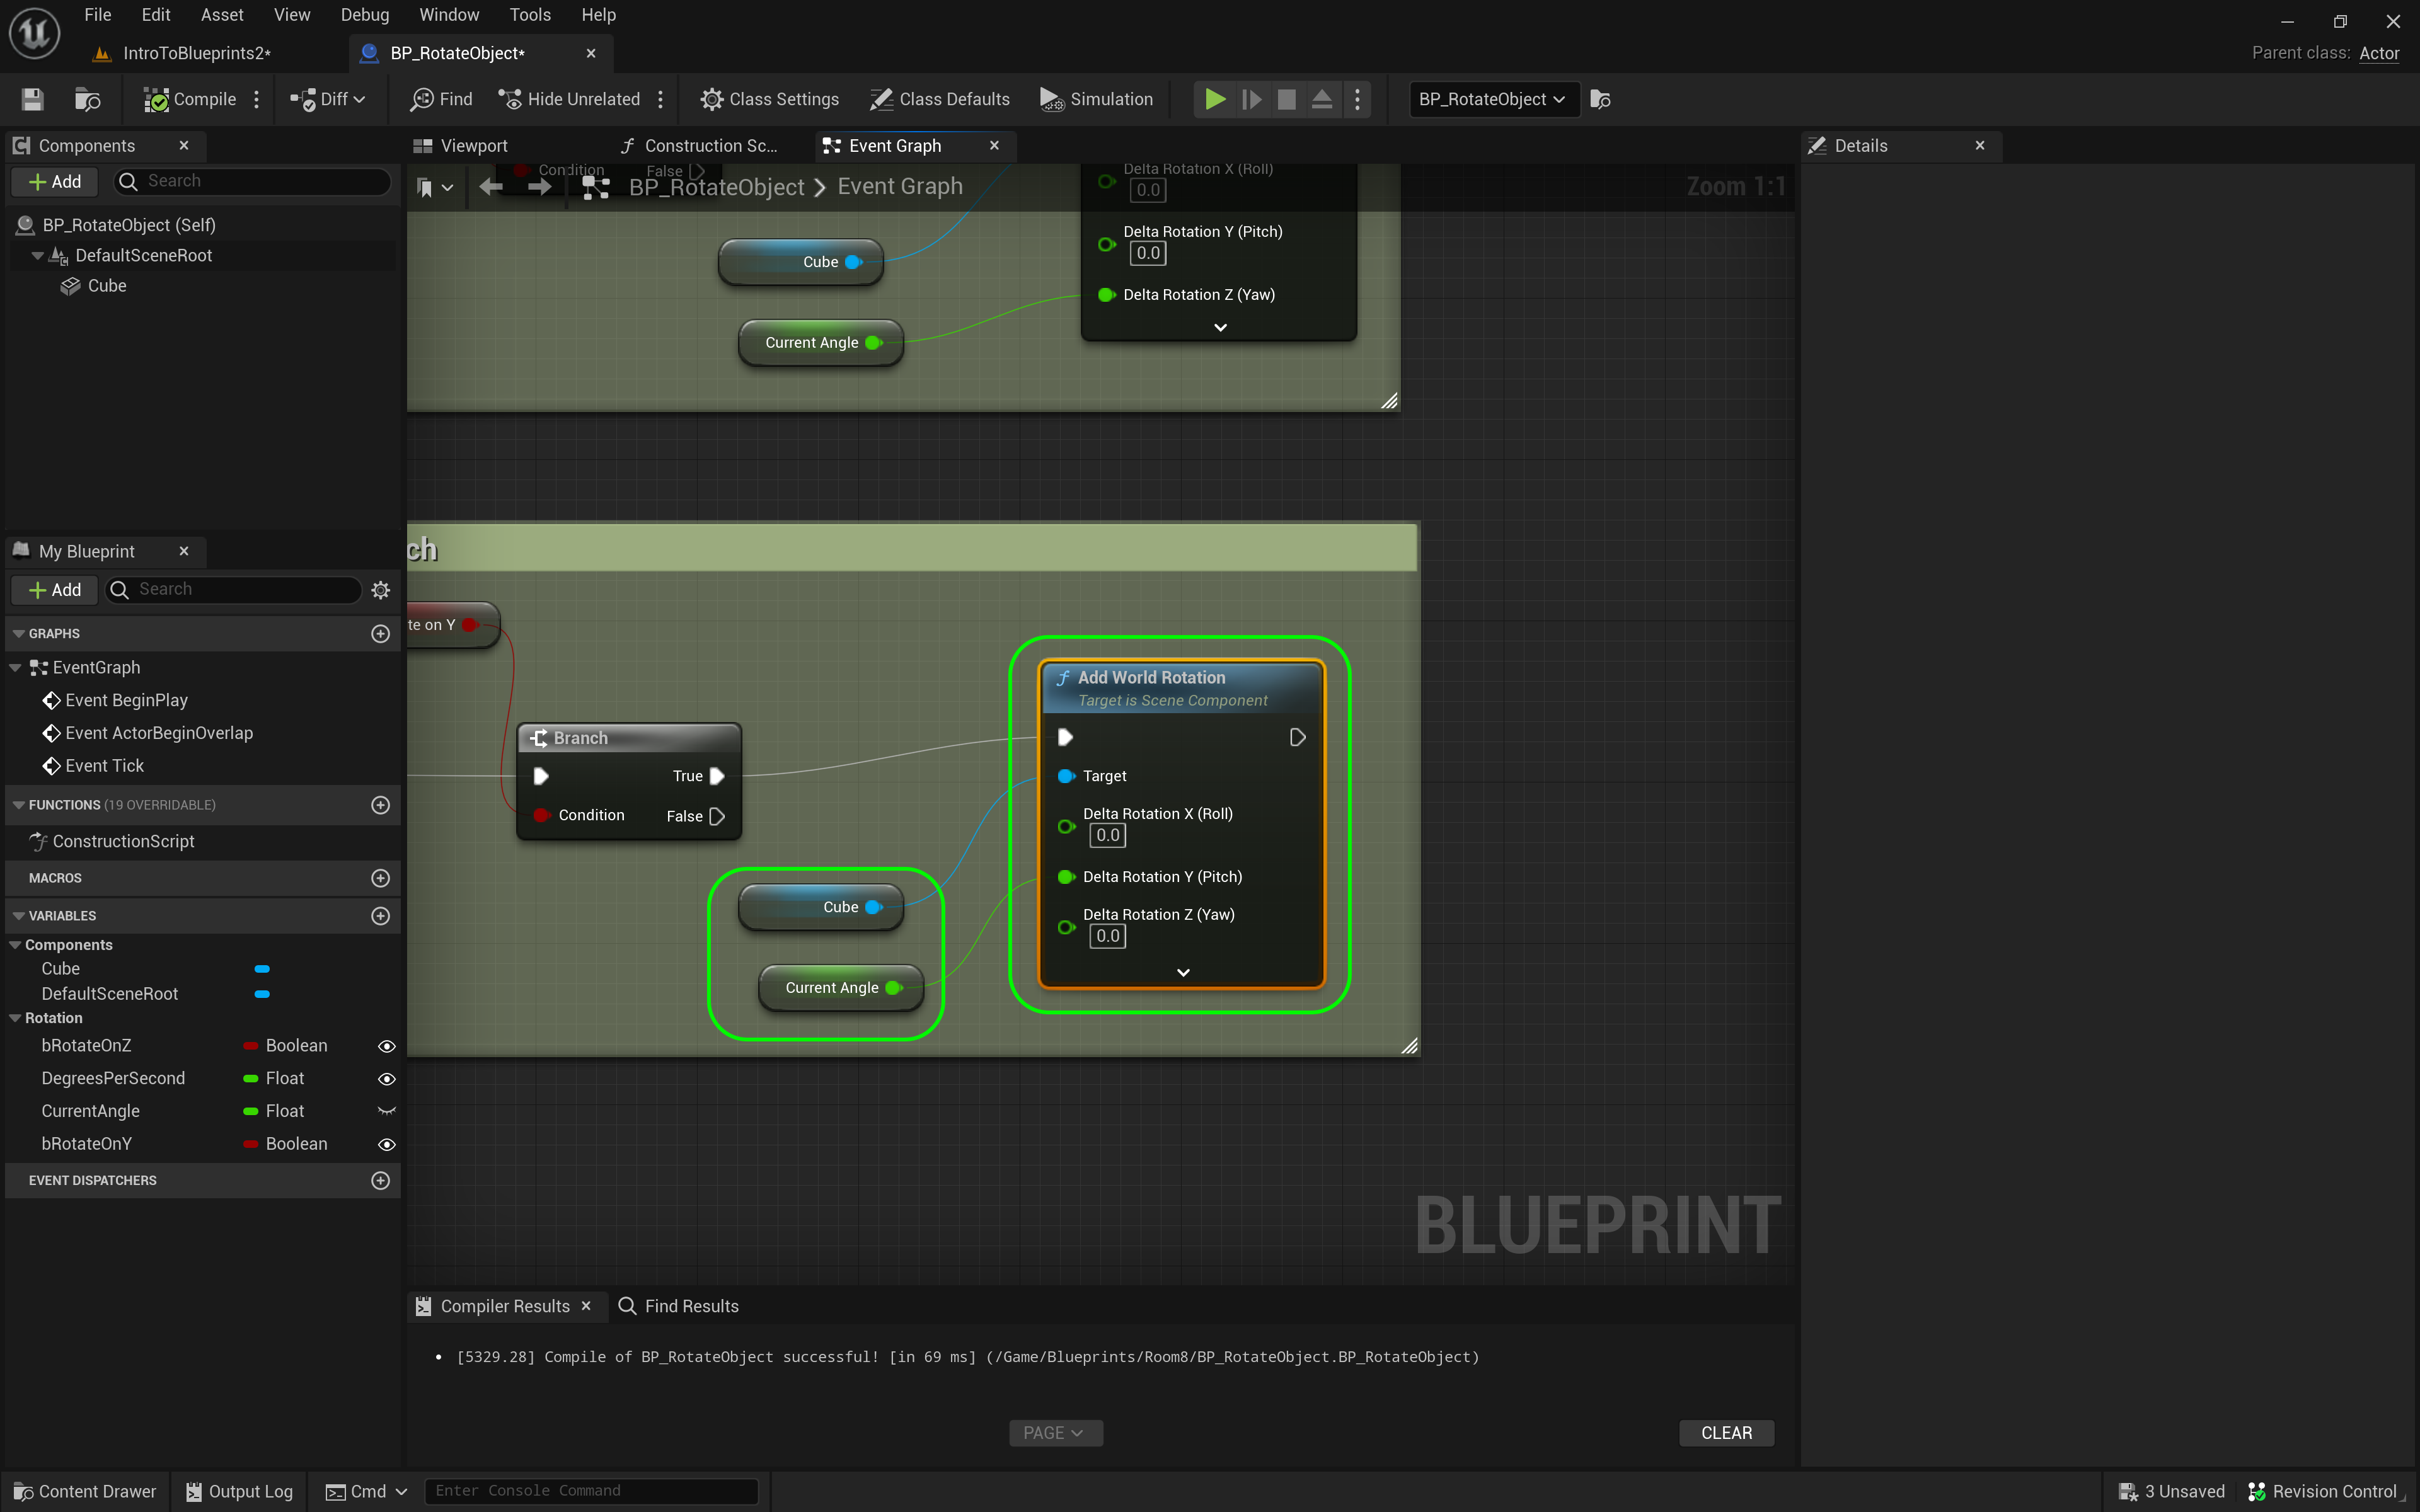 File Edit Asset View Debug Window Tools Help
IntroToBlueprints2*
BP_RotateObject*
Parent class: Actor
Compile
Diff
Find
Hide Unrelated
Class Settings
Class Defaults
Simulation
BP_RotateObject
Components
Add
Search
BP_RotateObject (Self)
DefaultSceneRoot
Cube
My Blueprint
Add
Search
GRAPHS
EventGraph
Event BeginPlay
Event ActorBeginOverlap
Event Tick
FUNCTIONS (19 OVERRIDABLE)
ConstructionScript
MACROS
VARIABLES
Components
Cube
DefaultSceneRoot
Rotation
bRotateOnZ Boolean
DegreesPerSecond Float
CurrentAngle Float
bRotateOnY Boolean
EVENT DISPATCHERS
Viewport
Construction Sc...
Event Graph
Condition False
BP_RotateObject > Event Graph
Zoom 1:1
Delta Rotation X (Roll)
0.0
Delta Rotation Y (Pitch)
0.0
Delta Rotation Z (Yaw)
Cube
Current Angle
ch
te on Y
Branch
True
Condition False
Cube
Current Angle
Add World Rotation
Target is Scene Component
Target
Delta Rotation X (Roll)
0.0
Delta Rotation Y (Pitch)
Delta Rotation Z (Yaw)
0.0
BLUEPRINT
Details
Compiler Results
Find Results
[5329.28] Compile of BP_RotateObject successful! [in 69 ms] (/Game/Blueprints/Room8/BP_RotateObject.BP_RotateObject)
PAGE
CLEAR
Content Drawer
Output Log
Cmd
Enter Console Command
3 Unsaved
Revision Control